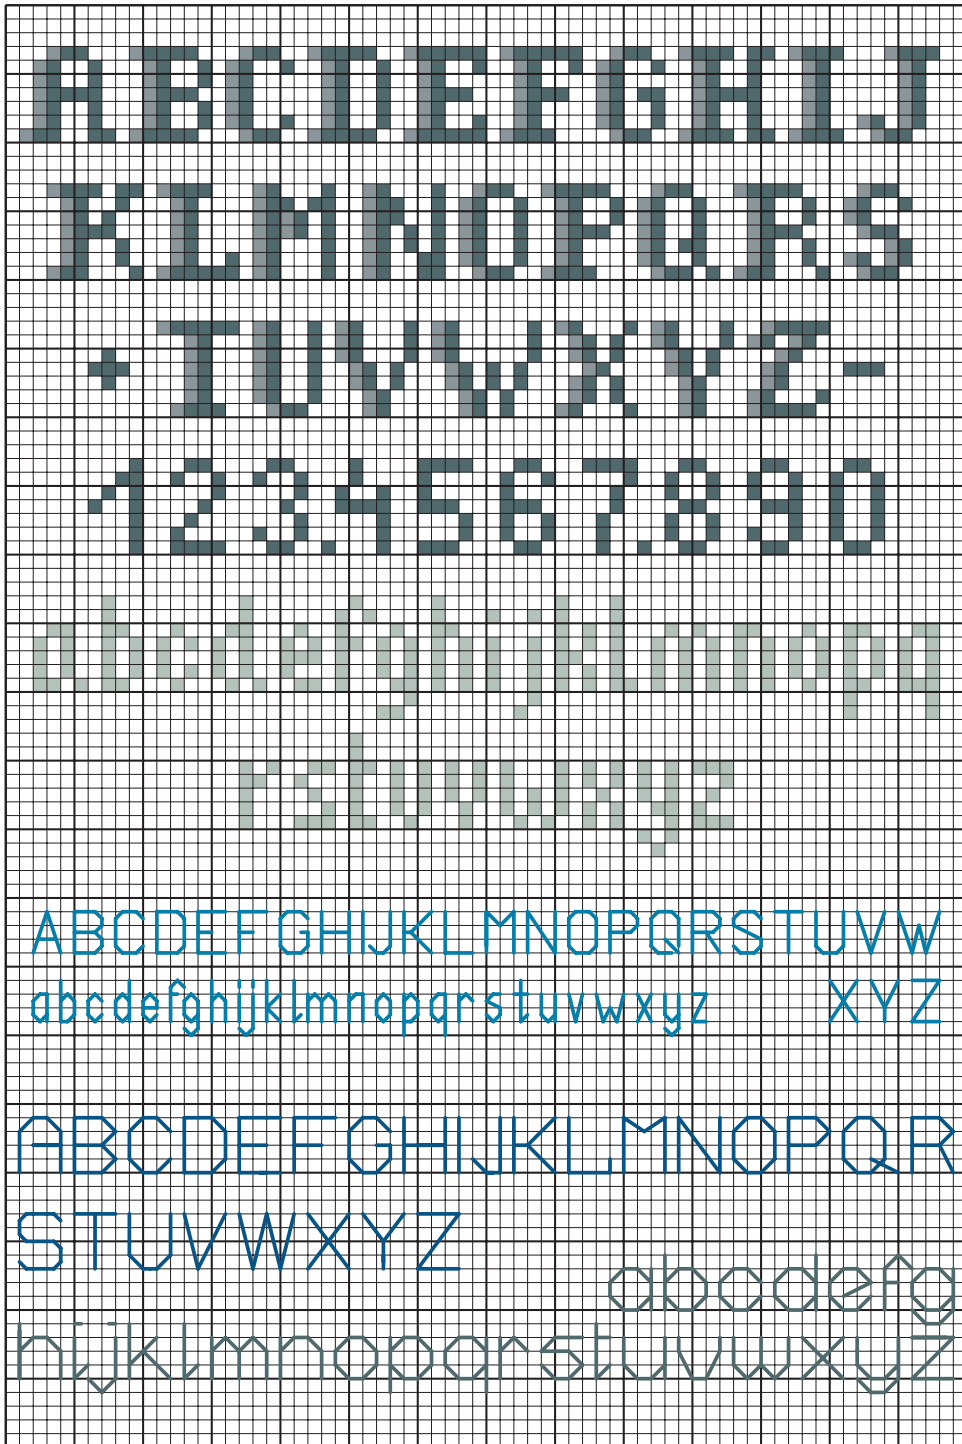 ABCDEFGHIJ
KLMNOPQRS
+TUVWXYZ-
1234567890
abcdefghijklmnopq
rstuvwxyz
ABCDEFGHIJKLMNOPQRSTUVW
abcdefghijklmnopqrstuvwxyz XYZ
ABCDEFGHIJKLMNOPQR
STUVWXYZ
abcdefg
hijklmnopqrstuvwxyz